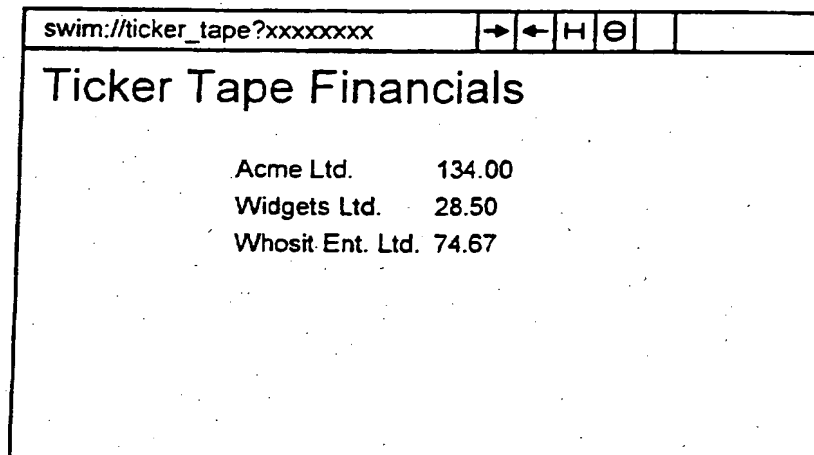 swim://ticker_tape?xxxxxxxx → ← H Θ
Ticker Tape Financials
Acme Ltd. 134.00
Widgets Ltd. 28.50
Whosit Ent. Ltd. 74.67